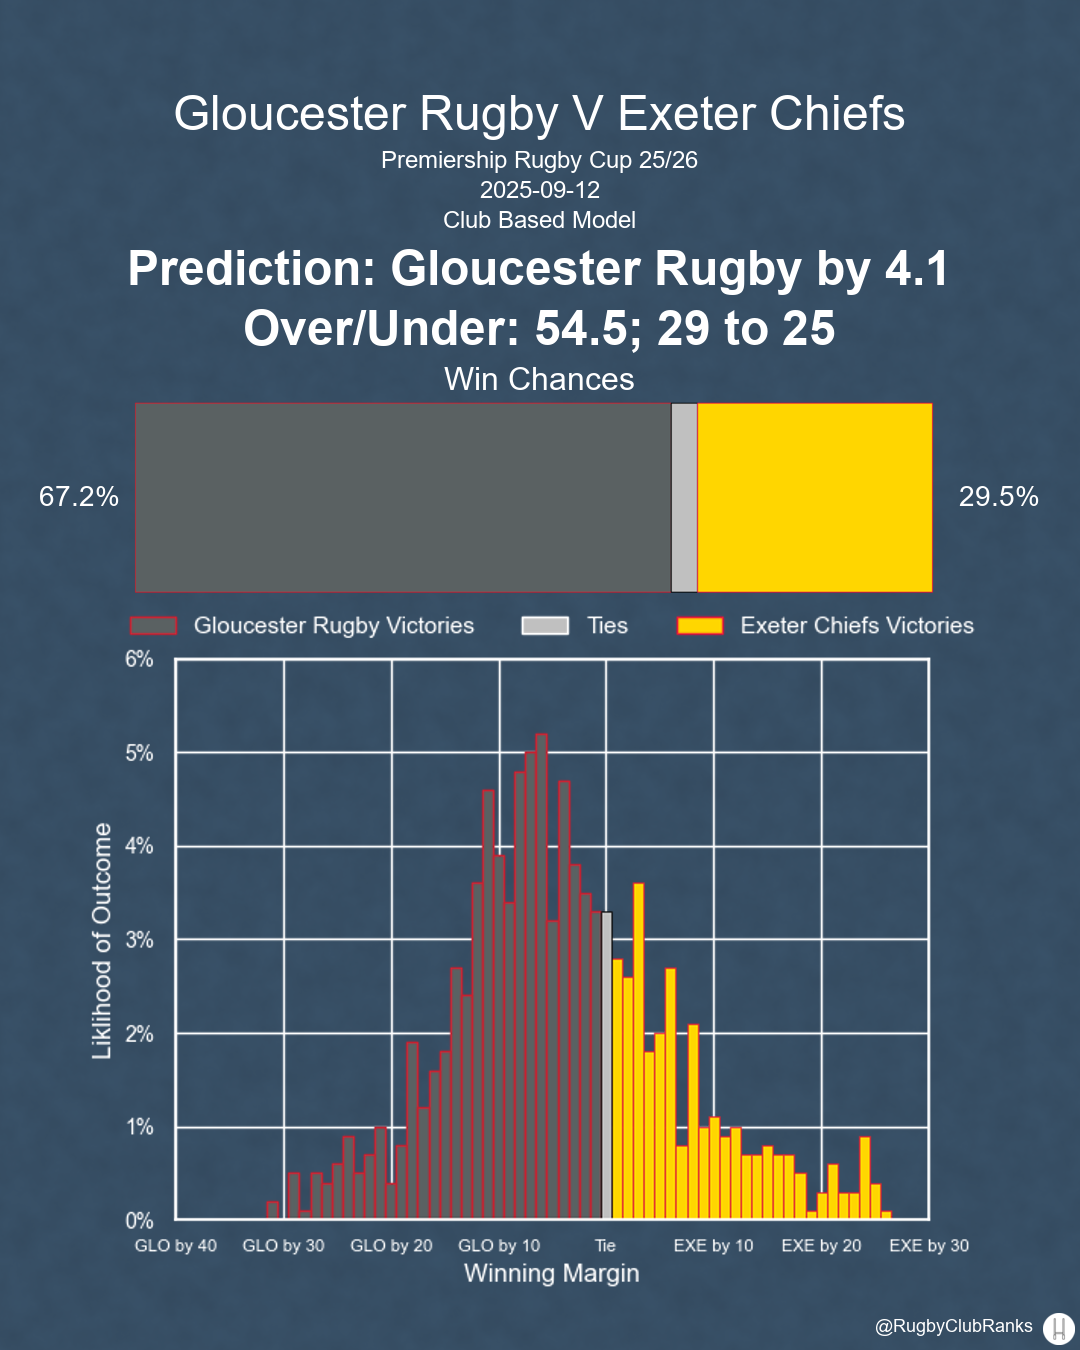 Gloucester Rugby V Exeter Chiefs
Premiership Rugby Cup 25/26
2025-09-12
Club Based Model
Prediction: Gloucester Rugby by 4.1
Over/Under: 54.5; 29 to 25
Win Chances
67.2%
29.5%
Gloucester Rugby Victories
Ties
Exeter Chiefs Victories
6%
5%
4%
3%
2%
1%
0%
Liklihood of Outcome
GLO by 40
GLO by 30
GLO by 20
GLO by 10
Tie
EXE by 10
EXE by 20
EXE by 30
Winning Margin
@RugbyClubRanks